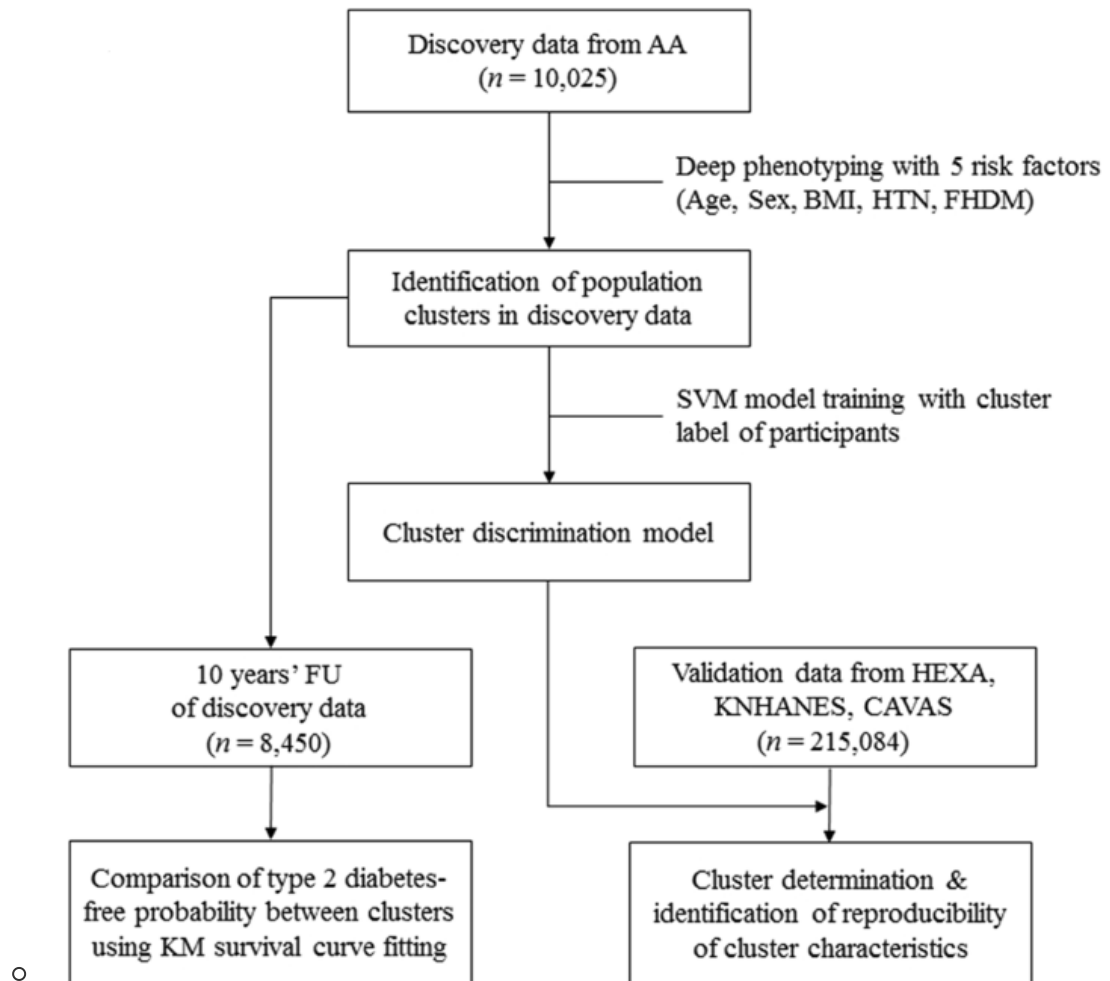 Discovery data from AA
(n = 10,025)
Deep phenotyping with 5 risk factors
(Age, Sex, BMI, HTN, FHDM)
Identification of population
clusters in discovery data
SVM model training with cluster
label of participants
Cluster discrimination model
10 years’ FU
of discovery data
(n = 8,450)
Validation data from HEXA,
KNHANES, CAVAS
(n = 215,084)
Comparison of type 2 diabetes-
free probability between clusters
using KM survival curve fitting
Cluster determination &
identification of reproducibility
of cluster characteristics